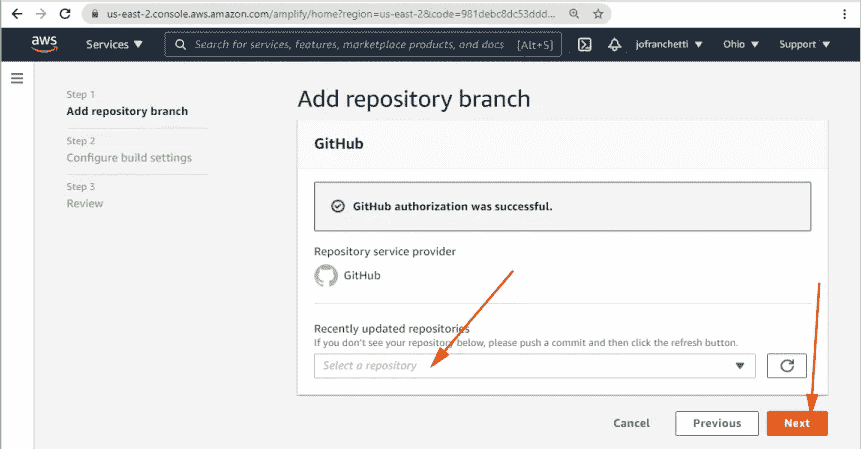 us-east-2.console.aws.amazon.com/amplify/home?region=us-east-2&code=981debc8dc53ddd...
aws Services Search for services, features, marketplace products, and docs [Alt+S] jofranchetti Ohio Support
Step 1
Add repository branch
Step 2
Configure build settings
Step 3
Review
Add repository branch
GitHub
GitHub authorization was successful.
Repository service provider
GitHub
Recently updated repositories
If you don't see your repository below, please push a commit and then click the refresh button.
Select a repository
Cancel Previous Next